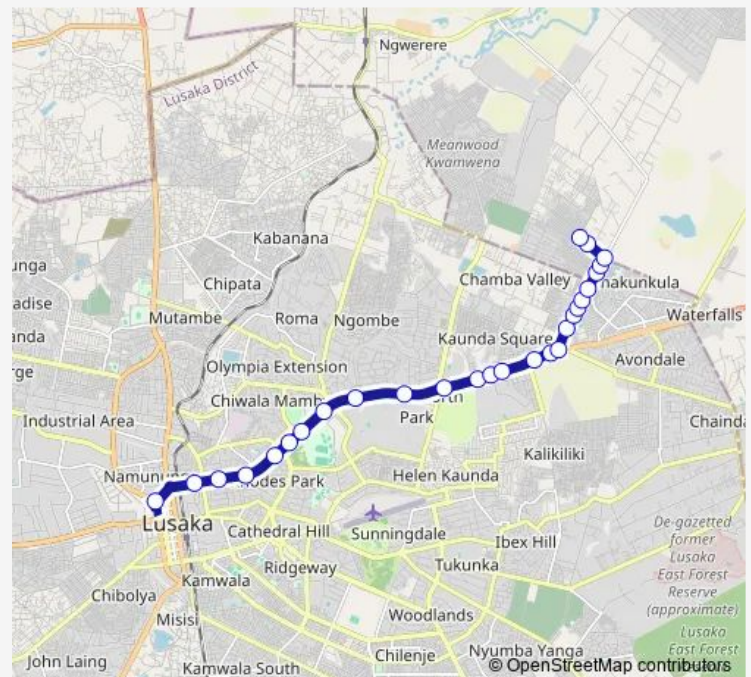 Ngwerere
Lusaka District
Meanwood
Kwamwena
Kabanana
unga
Chipata
Chamba Valley
nakunkula
adise
Mutambe
Roma
Ngombe
Waterfalls
anda
Kaunda Square
Olympia Extension
Avondale
rge
Chiwala Mamb
orth
Park
Industrial Area
Chainda
Kalikiliki
Namunun
Rhodes Park
Helen Kaunda
Lusaka
Cathedral Hill
Sunningdale
Ibex Hill
De-gazetted
former
Lusaka
East Forest
Reserve
(approximate)
Ridgeway
Tukunka
Kamwala
Chibolya
Misisi
Woodlands
Lusaka
East Forest
John Laing
Kamwala South
Chilenje
Nyumba Yanga
© OpenStreetMap contributors